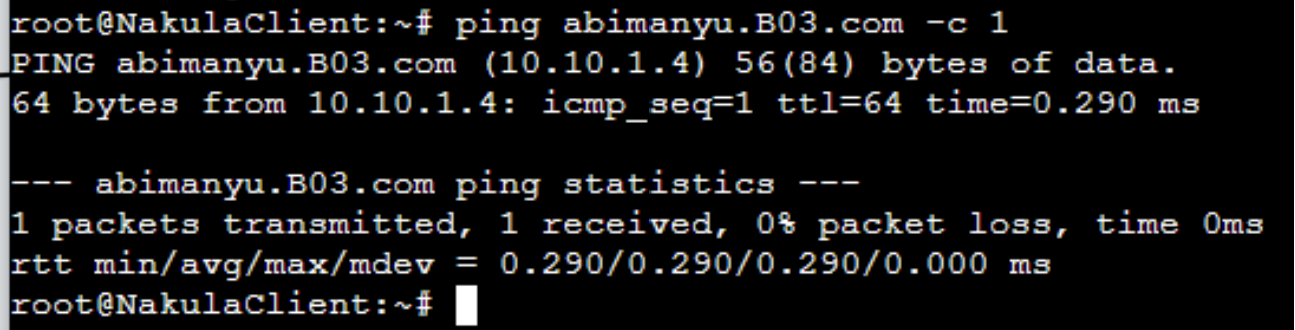 root@NakulaClient:~# ping abimanyu.B03.com -c 1
PING abimanyu.B03.com (10.10.1.4) 56(84) bytes of data.
64 bytes from 10.10.1.4: icmp_seq=1 ttl=64 time=0.290 ms

--- abimanyu.B03.com ping statistics ---
1 packets transmitted, 1 received, 0% packet loss, time 0ms
rtt min/avg/max/mdev = 0.290/0.290/0.290/0.000 ms
root@NakulaClient:~#